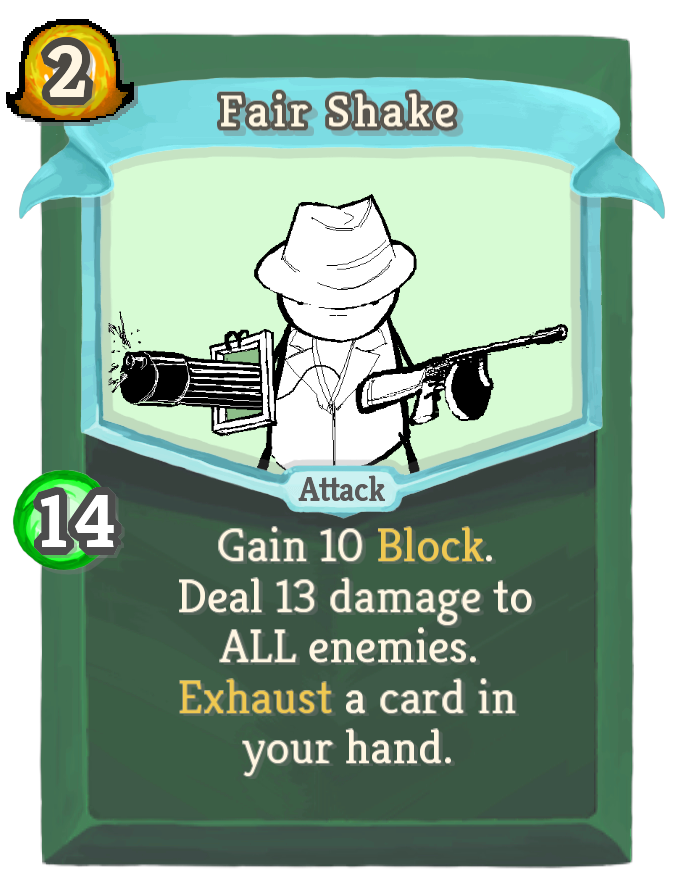 2
Fair Shake
Attack
14
Gain 10 Block.
Deal 13 damage to
ALL enemies.
Exhaust a card in
your hand.